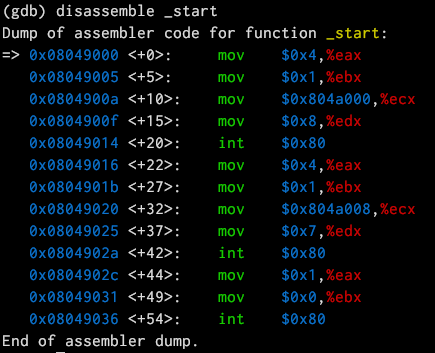 (gdb) disassemble _start
Dump of assembler code for function _start:
=> 0x08049000 <+0>:     mov    $0x4,%eax
   0x08049005 <+5>:     mov    $0x1,%ebx
   0x0804900a <+10>:    mov    $0x804a000,%ecx
   0x0804900f <+15>:    mov    $0x8,%edx
   0x08049014 <+20>:    int    $0x80
   0x08049016 <+22>:    mov    $0x4,%eax
   0x0804901b <+27>:    mov    $0x1,%ebx
   0x08049020 <+32>:    mov    $0x804a008,%ecx
   0x08049025 <+37>:    mov    $0x7,%edx
   0x0804902a <+42>:    int    $0x80
   0x0804902c <+44>:    mov    $0x1,%eax
   0x08049031 <+49>:    mov    $0x0,%ebx
   0x08049036 <+54>:    int    $0x80
End of assembler dump.